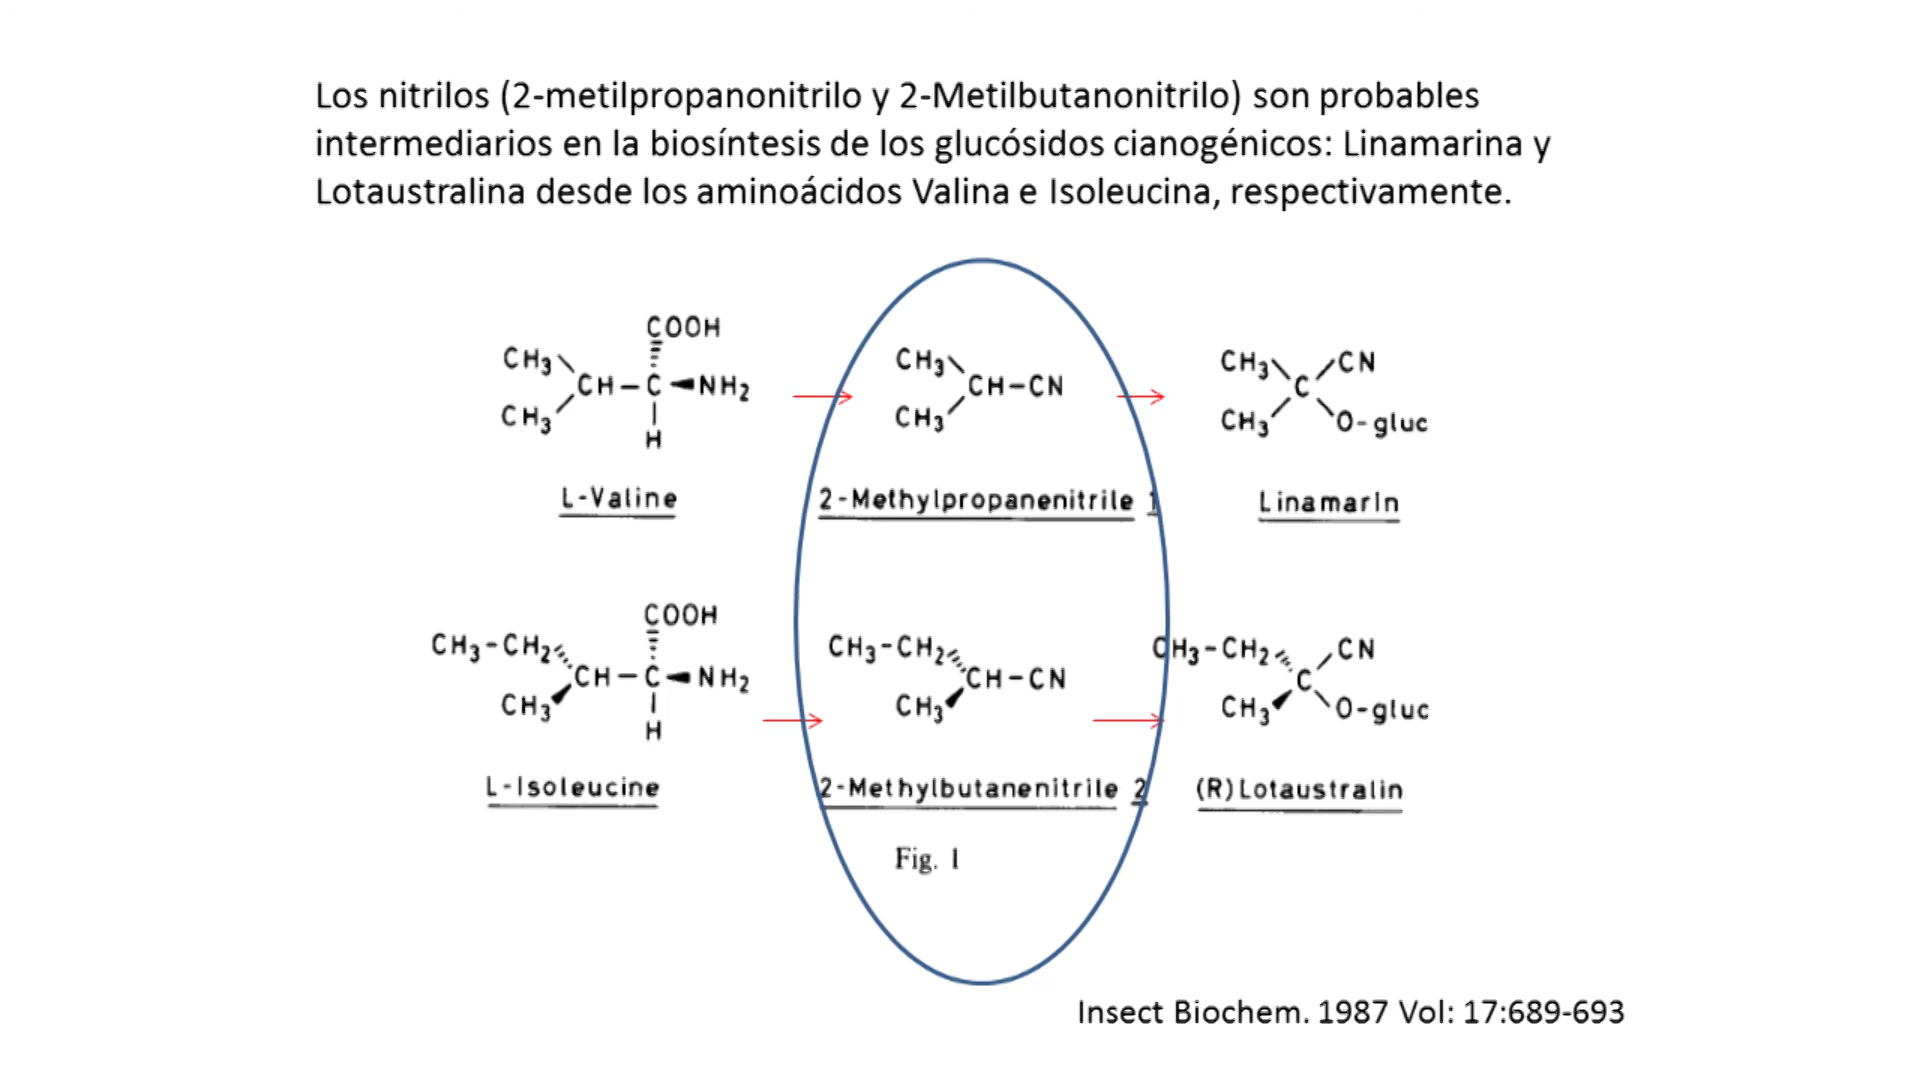 Los nitrilos (2-metilpropanonitrilo y 2-Metilbutanonitrilo) son probables
intermediarios en la biosíntesis de los glucósidos cianogénicos: Linamarina y
Lotaustralina desde los aminoácidos Valina e Isoleucina, respectivamente.
COOH
CH3 CH3 CH3 CN
CH-C NH2 CH-CN C
CH3 CH3 CH3 O-gluc
H
L-Valine 2-Methylpropanenitrile 1 Linamarin
COOH
CH3-CH2 CH3-CH2 CH3-CH2 CN
CH-C NH2 CH-CN C
CH3 CH3 CH3 O-gluc
H
L-Isoleucine 2-Methylbutanenitrile 2 (R)Lotaustralin
Fig. 1
Insect Biochem. 1987 Vol: 17:689-693